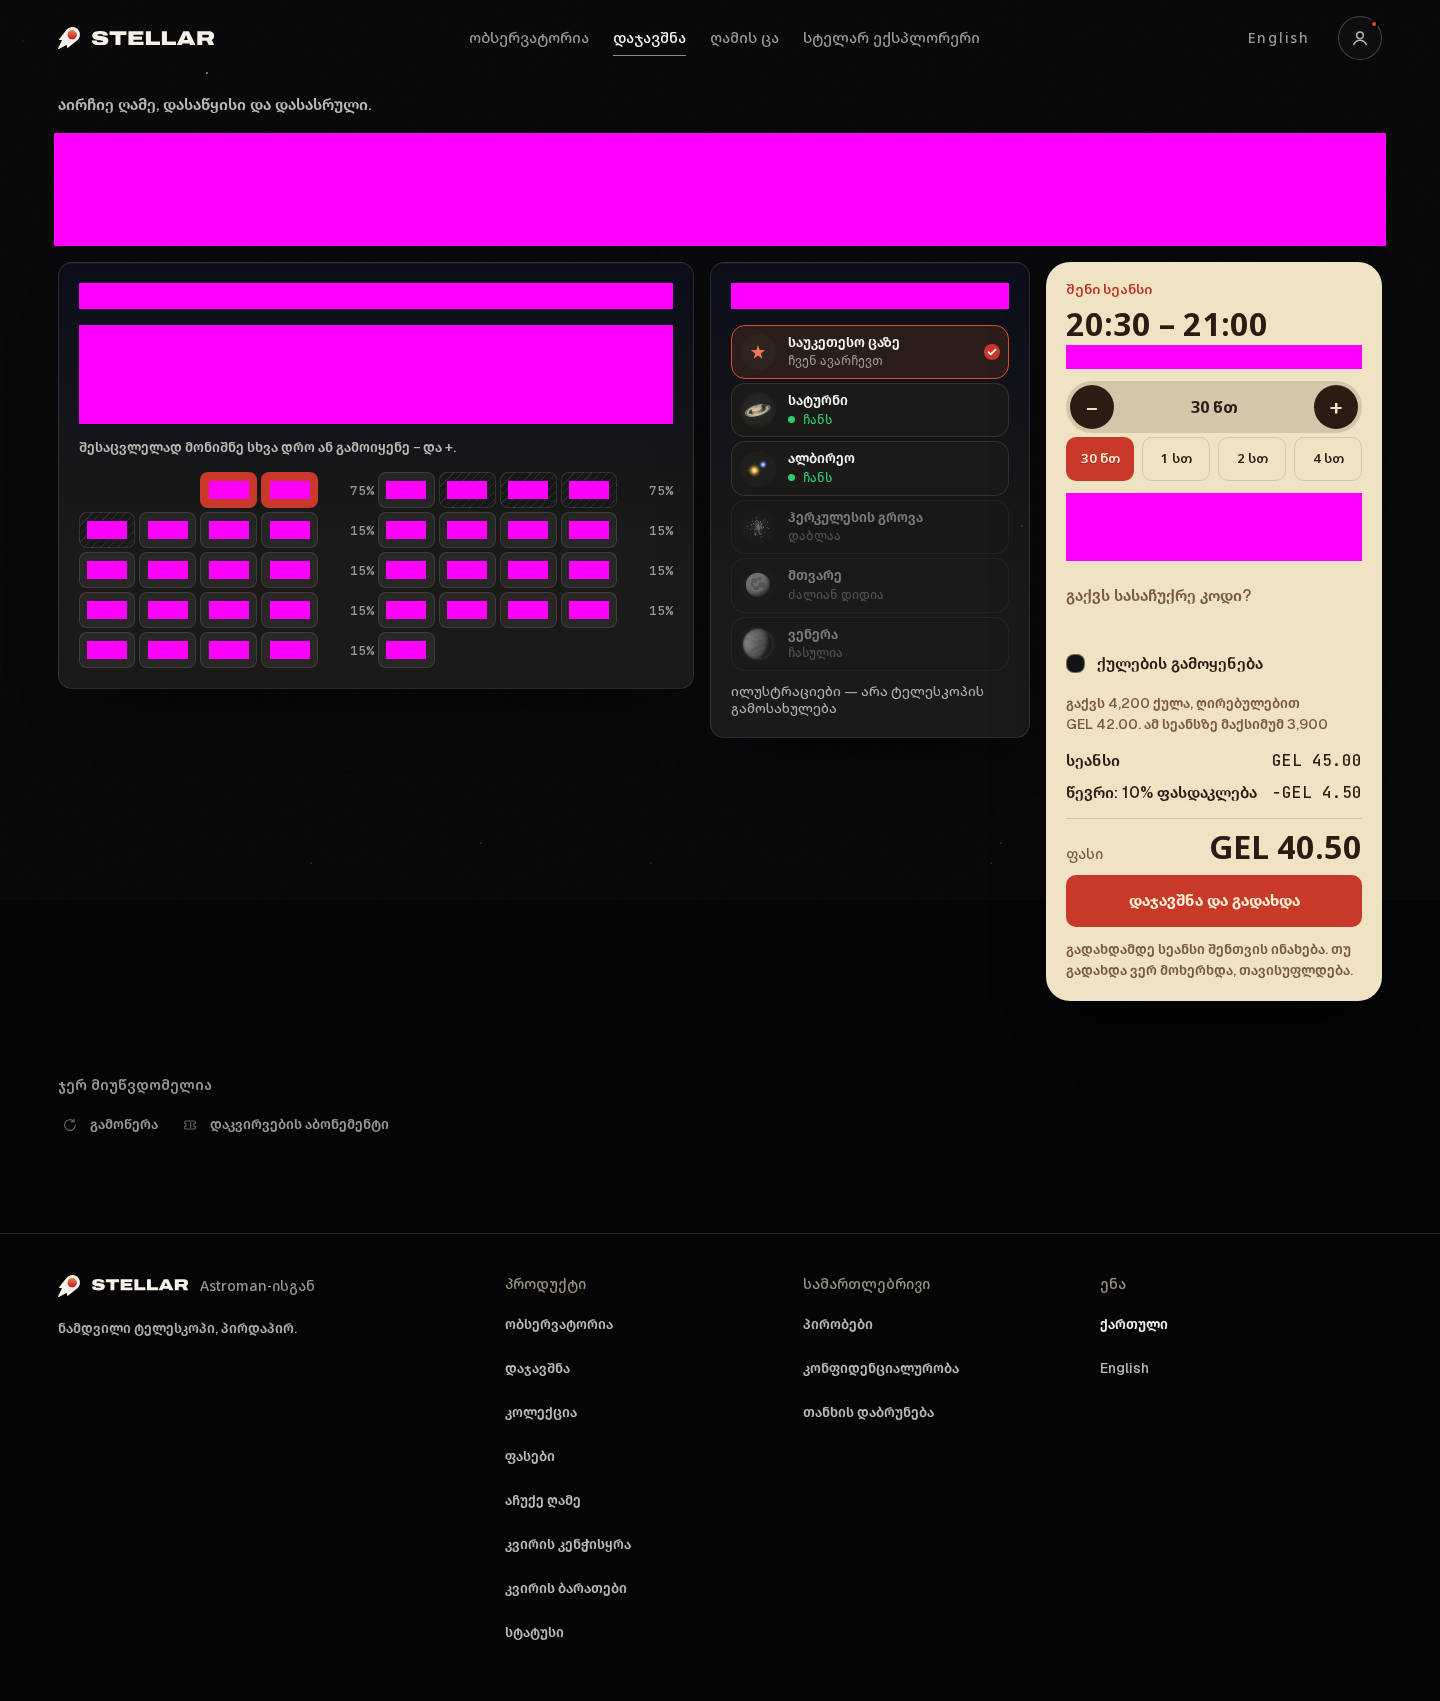 STELLAR
ობსერვატორია
დაჯავშნა
ღამის ცა
სტელარ ექსპლორერი
English
აირჩიე ღამე, დასაწყისი და დასასრული.
შესაცვლელად მონიშნე სხვა დრო ან გამოიყენე – და +.
75% 75%
15% 15%
15% 15%
15% 15%
15%
საუკეთესო ცაზე
ჩვენ ავარჩევთ
სატურნი
ჩანს
ალბირეო
ჩანს
ჰერკულესის გროვა
დაბლაა
მთვარე
ძალიან დიდია
ვენერა
ჩასულია
ილუსტრაციები — არა ტელესკოპის
გამოსახულება
შენი სეანსი
20:30 – 21:00
– 30 წთ +
30 წთ 1 სთ 2 სთ 4 სთ
გაქვს სასაჩუქრე კოდი?
ქულების გამოყენება
გაქვს 4,200 ქულა, ღირებულებით
GEL 42.00. ამ სეანსზე მაქსიმუმ 3,900
სეანსი GEL 45.00
წევრი: 10% ფასდაკლება -GEL 4.50
ფასი GEL 40.50
დაჯავშნა და გადახდა
გადახდამდე სეანსი შენთვის ინახება. თუ
გადახდა ვერ მოხერხდა, თავისუფლდება.
ჯერ მიუწვდომელია
გამოწერა
დაკვირვების აბონემენტი
STELLAR Astroman-ისგან
ნამდვილი ტელესკოპი, პირდაპირ.
პროდუქტი
ობსერვატორია
დაჯავშნა
კოლექცია
ფასები
აჩუქე ღამე
კვირის კენჭისყრა
კვირის ბარათები
სტატუსი
სამართლებრივი
პირობები
კონფიდენციალურობა
თანხის დაბრუნება
ენა
ქართული
English